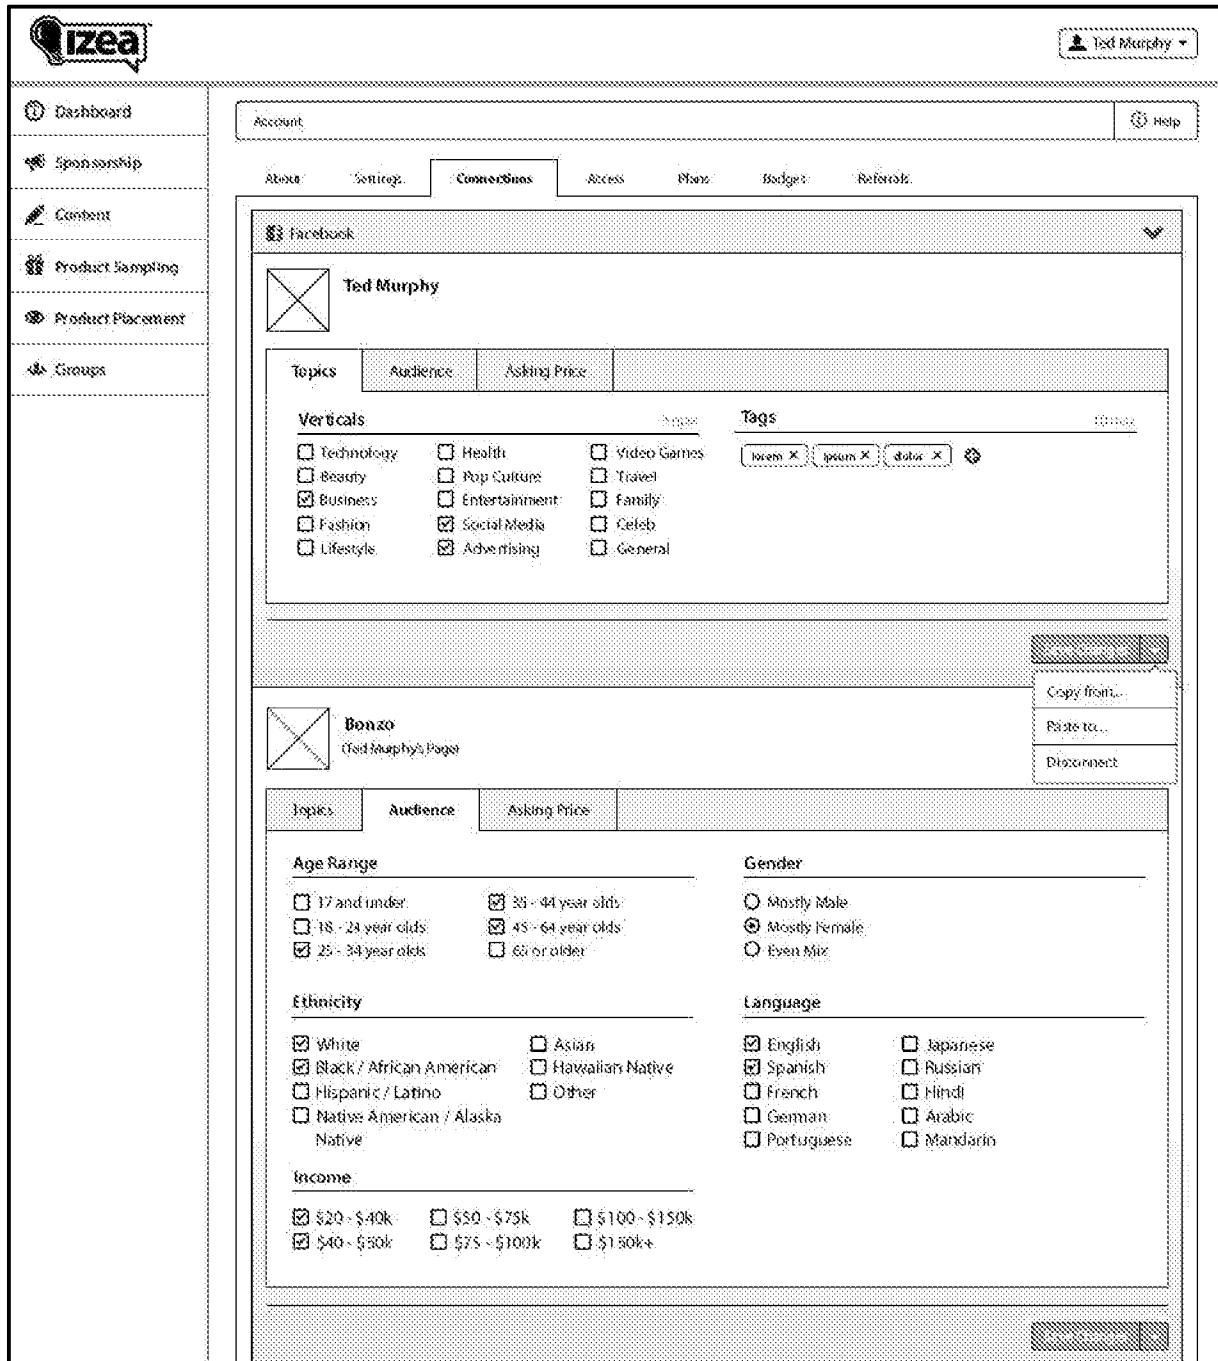 izea
Ted Murphy
Dashboard
Sponsorship
Content
Product Sampling
Product Placement
Groups
Account
Help
About Settings Connections Access Plans Badges Referrals
Facebook
Ted Murphy
Topics Audience Asking Price
Verticals
Technology Health Video Games
Beauty Pop Culture Travel
Business Entertainment Family
Fashion Social Media Celeb
Lifestyle Advertising General
Tags
lorem X ipsum X dolor X
Copy from...
Paste to...
Disconnect
Bonzo
(Ted Murphy's Page)
Topics Audience Asking Price
Age Range
17 and under 35 - 44 year olds
18 - 24 year olds 45 - 64 year olds
25 - 34 year olds 65 or older
Gender
Mostly Male
Mostly Female
Even Mix
Ethnicity
White Asian
Black / African American Hawaiian Native
Hispanic / Latino Other
Native American / Alaska
Native
Language
English Japanese
Spanish Russian
French Hindi
German Arabic
Portuguese Mandarin
Income
$20 - $40k $50 - $75k $100 - $150k
$40 - $50k $75 - $100k $150k+